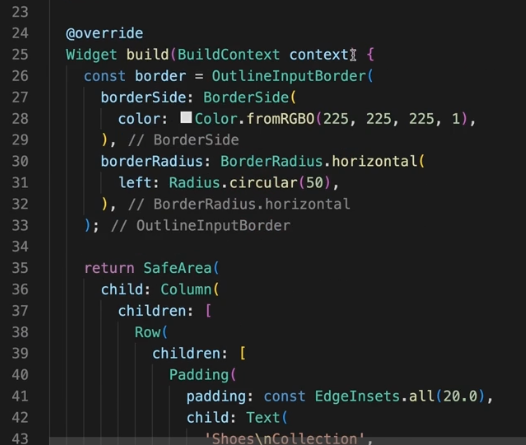 23
24 @override
25 Widget build(BuildContext context) {
26 const border = OutlineInputBorder(
27 borderSide: BorderSide(
28 color: Color.fromRGBO(225, 225, 225, 1),
29 ), // BorderSide
30 borderRadius: BorderRadius.horizontal(
31 left: Radius.circular(50),
32 ), // BorderRadius.horizontal
33 ); // OutlineInputBorder
34
35 return SafeArea(
36 child: Column(
37 children: [
38 Row(
39 children: [
40 Padding(
41 padding: const EdgeInsets.all(20.0),
42 child: Text(
43 'Shoes\nCollection',